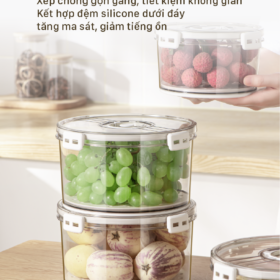 Xếp chồng gọn gàng, tiết kiệm không gian
Kết hợp đệm silicone dưới đáy
tăng ma sát, giảm tiếng ồn